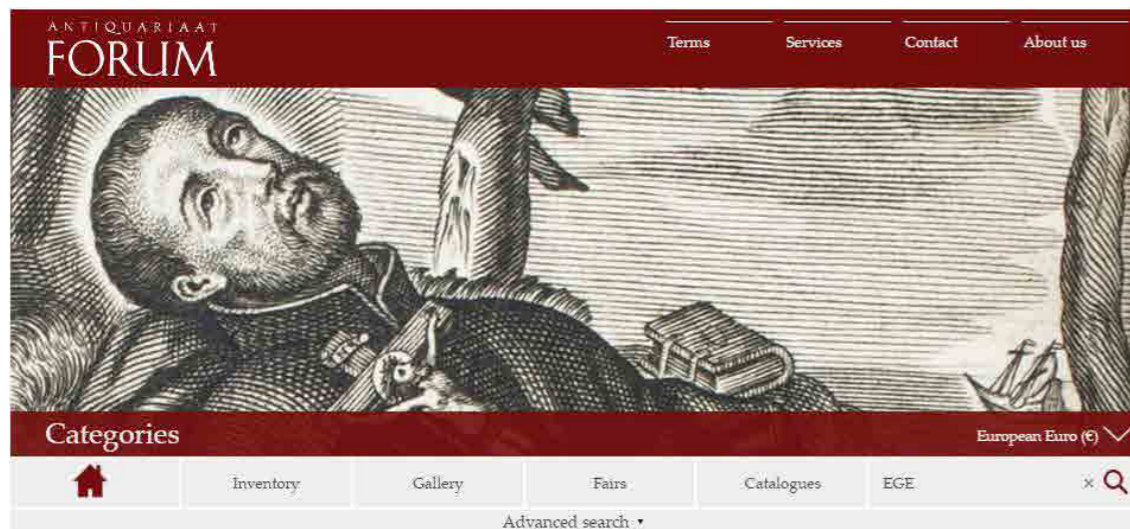 ANTIQUARIAAT
FORUM
Terms Services Contact About us
Categories European Euro (€)
Inventory Gallery Fairs Catalogues EGE ×
Advanced search ▾